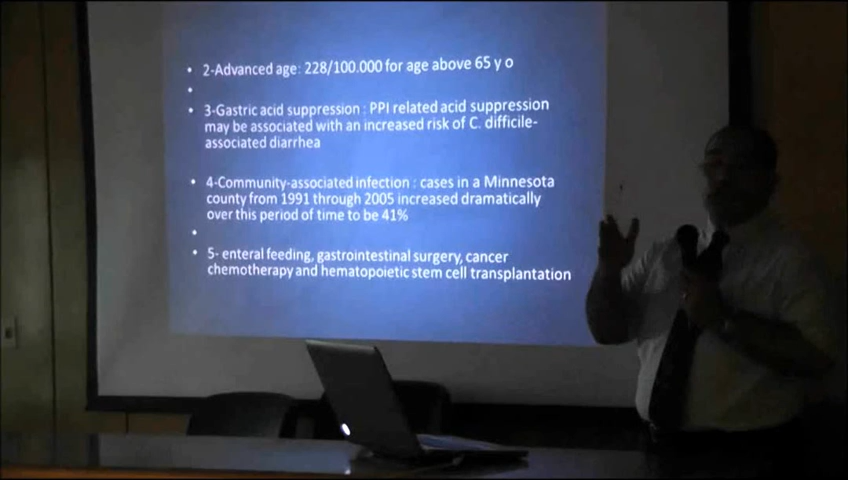 • 2-Advanced age: 228/100.000 for age above 65 y o
•
• 3-Gastric acid suppression : PPI related acid suppression
may be associated with an increased risk of C. difficile-
associated diarrhea
• 4-Community-associated infection : cases in a Minnesota
county from 1991 through 2005 increased dramatically
over this period of time to be 41%
•
• 5- enteral feeding, gastrointestinal surgery, cancer
chemotherapy and hematopoietic stem cell transplantation